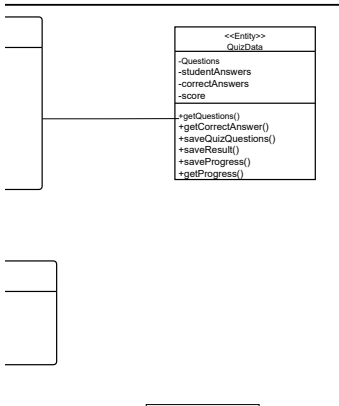 <<Entity>>
QuizData
-Questions
-studentAnswers
-correctAnswers
-score
+getQuestions()
+getCorrectAnswer()
+saveQuizQuestions()
+saveResult()
+saveProgress()
+getProgress()